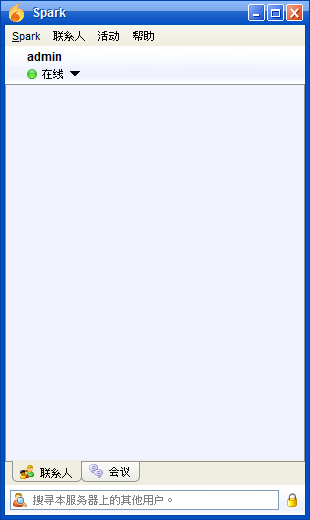 Spark
Spark 联系人 活动 帮助
admin
在线
联系人 会议
搜寻本服务器上的其他用户。